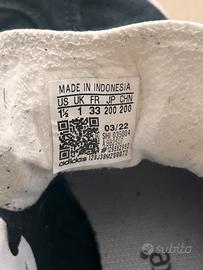 MADE IN INDONESIA
US UK FR JP CHN
1½ 1 33 200 200
03/22
adidas
subito